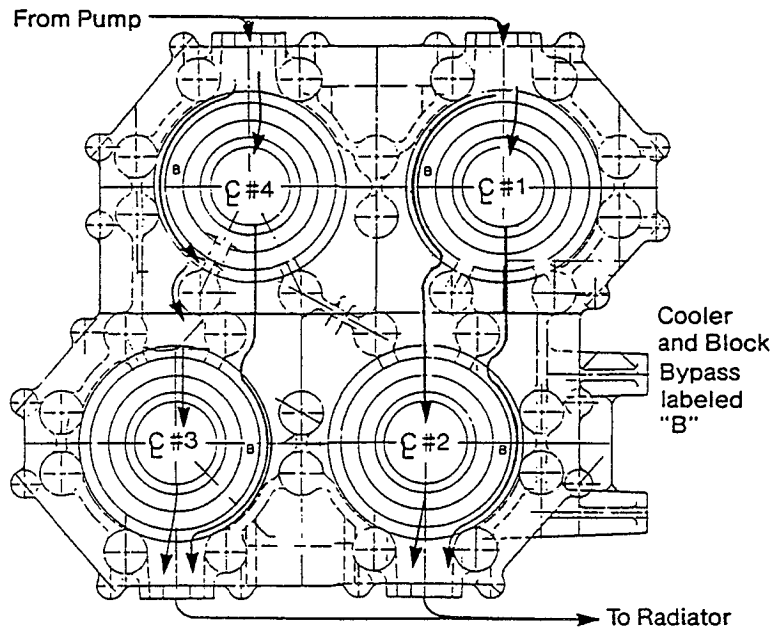 From Pump
B
B
℄ #4
℄ #1
Cooler
and Block
Bypass
labeled
"B"
℄ #3
B
℄ #2
B
To Radiator